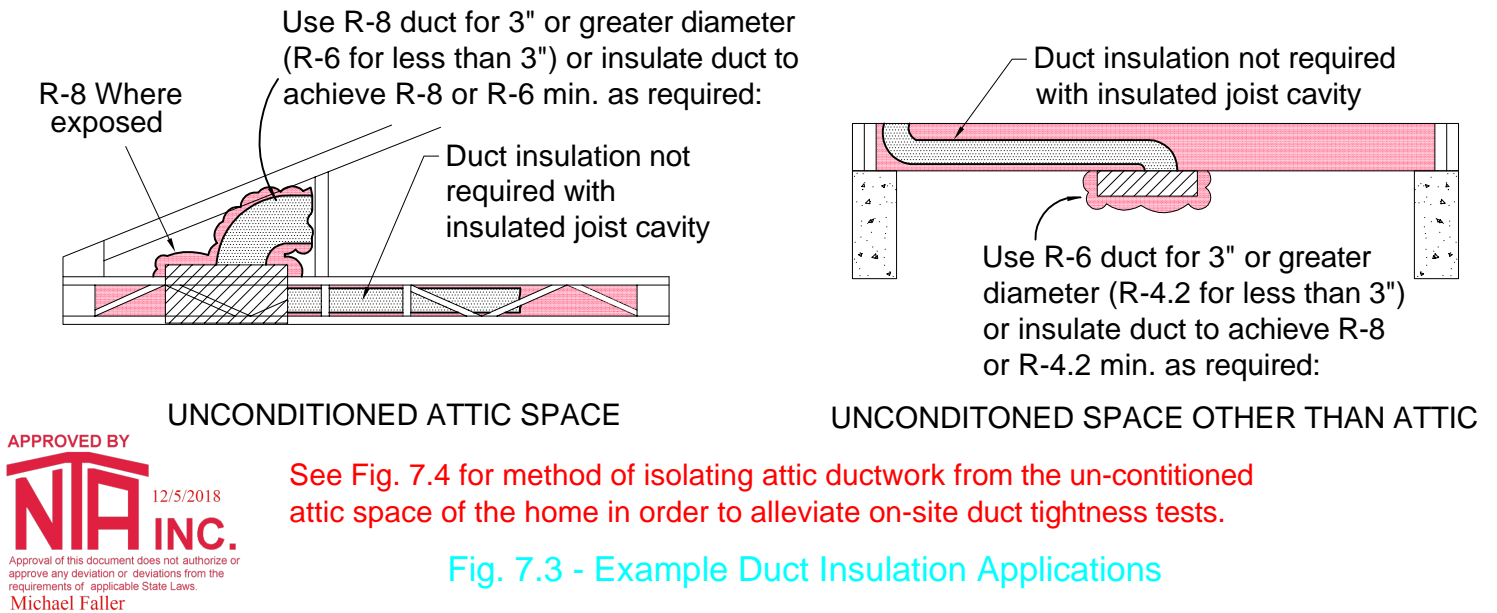 Use R-8 duct for 3" or greater diameter
(R-6 for less than 3") or insulate duct to
achieve R-8 or R-6 min. as required:
R-8 Where
exposed
Duct insulation not
required with
insulated joist cavity
UNCONDITIONED ATTIC SPACE
Duct insulation not required
with insulated joist cavity
Use R-6 duct for 3" or greater
diameter (R-4.2 for less than 3")
or insulate duct to achieve R-8
or R-4.2 min. as required:
UNCONDITONED SPACE OTHER THAN ATTIC
APPROVED BY
NTA
12/5/2018
INC.
Approval of this document does not authorize or
approve any deviation or deviations from the
requirements of applicable State Laws.
Michael Faller
See Fig. 7.4 for method of isolating attic ductwork from the un-contitioned
attic space of the home in order to alleviate on-site duct tightness tests.
Fig. 7.3 - Example Duct Insulation Applications